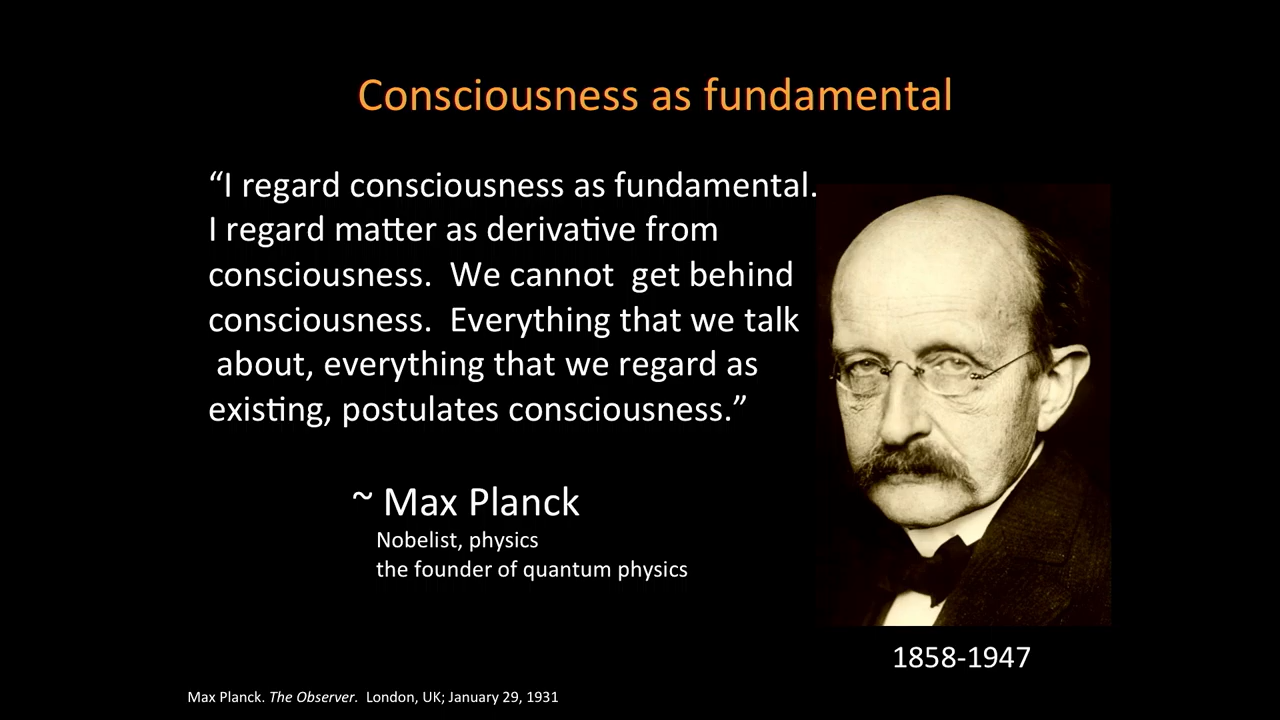 Consciousness as fundamental
“I regard consciousness as fundamental.
I regard matter as derivative from
consciousness.  We cannot  get behind
consciousness.  Everything that we talk
about, everything that we regard as
existing, postulates consciousness.”
~ Max Planck
Nobelist, physics
the founder of quantum physics
1858-1947
Max Planck. The Observer.  London, UK; January 29, 1931